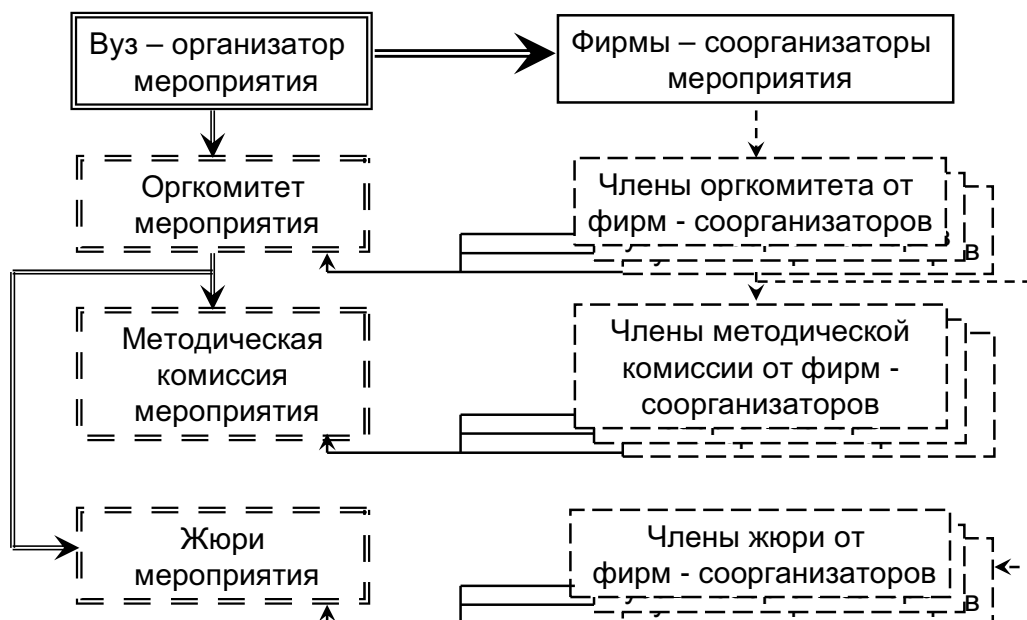 Вуз – организатор
мероприятия
Фирмы – соорганизаторы
мероприятия
Оргкомитет
мероприятия
Члены оргкомитета от
фирм - соорганизаторов
в
Методическая
комиссия
мероприятия
Члены методической
комиссии от фирм -
соорганизаторов
Жюри
мероприятия
Члены жюри от
фирм - соорганизаторов
в